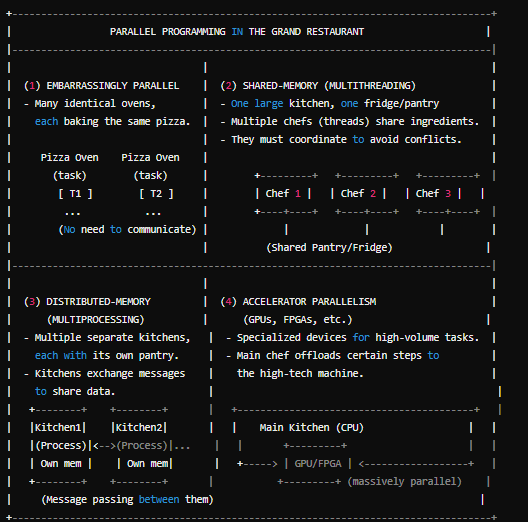 PARALLEL PROGRAMMING IN THE GRAND RESTAURANT
(1) EMBARRASSINGLY PARALLEL
- Many identical ovens,
each baking the same pizza.
Pizza Oven Pizza Oven
(task) (task)
[ T1 ] [ T2 ]
... ...
(No need to communicate)
(2) SHARED-MEMORY (MULTITHREADING)
- One large kitchen, one fridge/pantry
- Multiple chefs (threads) share ingredients.
- They must coordinate to avoid conflicts.
Chef 1 | | Chef 2 | | Chef 3 |
(Shared Pantry/Fridge)
(3) DISTRIBUTED-MEMORY
(MULTIPROCESSING)
- Multiple separate kitchens,
each with its own pantry.
- Kitchens exchange messages
to share data.
|Kitchen1| |Kitchen2|
|(Process)|<-->(Process)|...
| Own mem | | Own mem|
(Message passing between them)
(4) ACCELERATOR PARALLELISM
(GPUs, FPGAs, etc.)
- Specialized devices for high-volume tasks.
- Main chef offloads certain steps to
the high-tech machine.
Main Kitchen (CPU)
+-----> | GPU/FPGA | <------------------+
(massively parallel)